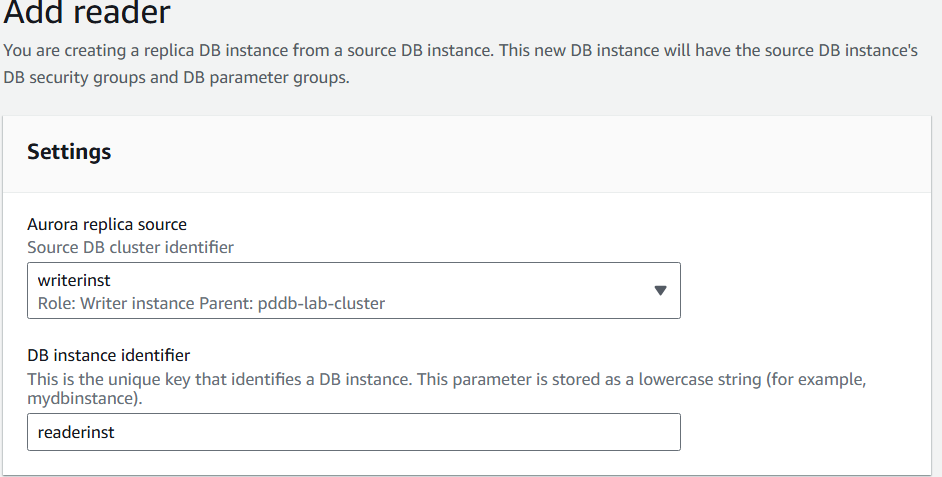 Add reader
You are creating a replica DB instance from a source DB instance. This new DB instance will have the source DB instance's
DB security groups and DB parameter groups.
Settings
Aurora replica source
Source DB cluster identifier
writerinst
Role: Writer instance Parent: pddb-lab-cluster
DB instance identifier
This is the unique key that identifies a DB instance. This parameter is stored as a lowercase string (for example,
mydbinstance).
readerinst